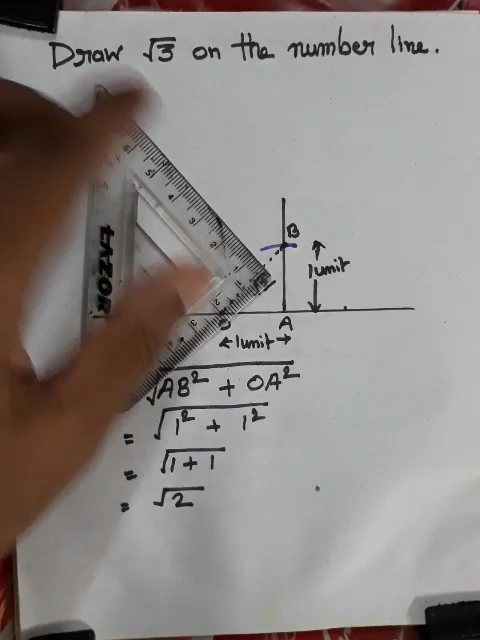 Draw √3 on the number line.
B
1unit
O
A
←1unit→
√AB² + OA²
= √1² + 1²
= √1+1
= √2